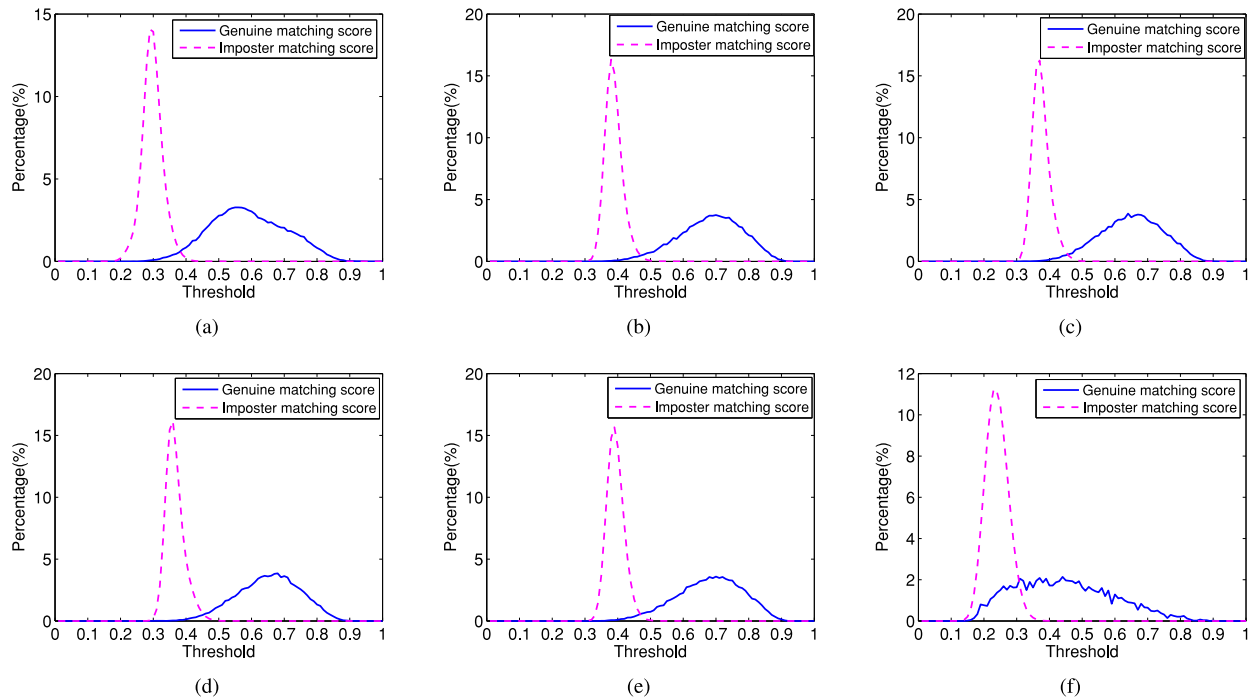 Genuine matching score
Imposter matching score
15
10
5
0
Percentage(%)
0 0.1 0.2 0.3 0.4 0.5 0.6 0.7 0.8 0.9 1
Threshold
(a)
Genuine matching score
Imposter matching score
20
15
10
5
0
Percentage(%)
0 0.1 0.2 0.3 0.4 0.5 0.6 0.7 0.8 0.9 1
Threshold
(b)
Genuine matching score
Imposter matching score
20
15
10
5
0
Percentage(%)
0 0.1 0.2 0.3 0.4 0.5 0.6 0.7 0.8 0.9 1
Threshold
(c)
Genuine matching score
Imposter matching score
20
15
10
5
0
Percentage(%)
0 0.1 0.2 0.3 0.4 0.5 0.6 0.7 0.8 0.9 1
Threshold
(d)
Genuine matching score
Imposter matching score
20
15
10
5
0
Percentage(%)
0 0.1 0.2 0.3 0.4 0.5 0.6 0.7 0.8 0.9 1
Threshold
(e)
Genuine matching score
Imposter matching score
12
10
8
6
4
2
0
Percentage(%)
0 0.1 0.2 0.3 0.4 0.5 0.6 0.7 0.8 0.9 1
Threshold
(f)